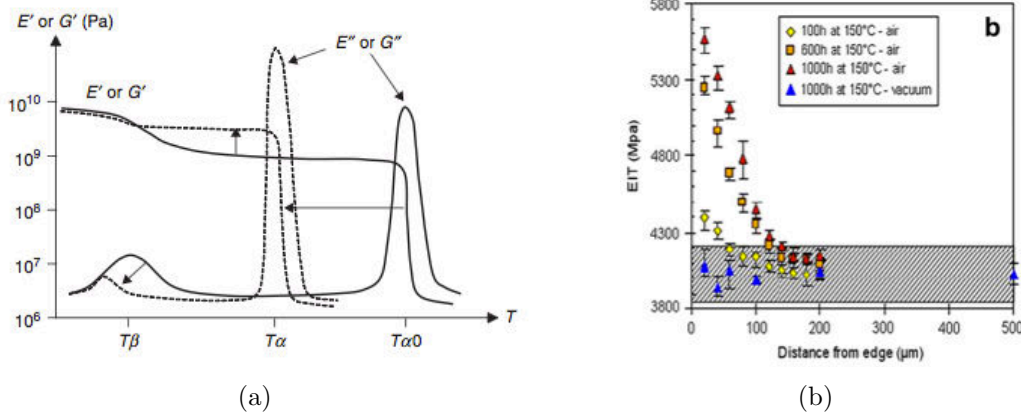 E' or G' (Pa)
E'' or G''
E' or G'
10¹⁰
10⁹
10⁸
10⁷
10⁶
Tβ
Tα
Tα0
T
(a)
b
100h at 150°C - air
600h at 150°C - air
1000h at 150°C - air
1000h at 150°C - vacuum
EIT (Mpa)
5800
5300
4800
4300
3800
0 100 200 300 400 500
Distance from edge (µm)
(b)